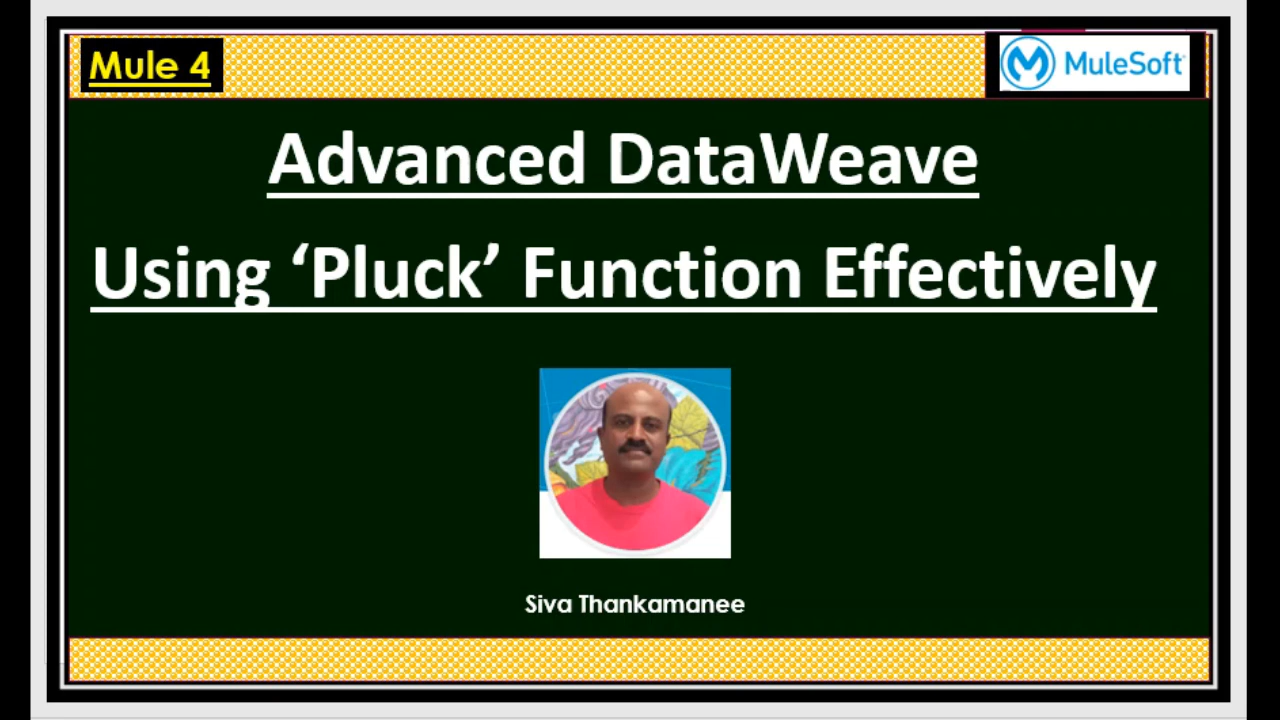 Mule 4
MuleSoft
Advanced DataWeave
Using ‘Pluck’ Function Effectively
Siva Thankamanee